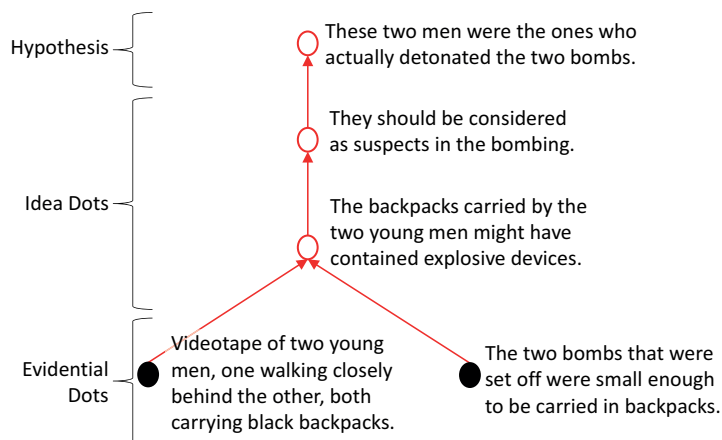 Hypothesis
These two men were the ones who
actually detonated the two bombs.
They should be considered
as suspects in the bombing.
Idea Dots
The backpacks carried by the
two young men might have
contained explosive devices.
Evidential
Dots
Videotape of two young
men, one walking closely
behind the other, both
carrying black backpacks.
The two bombs that were
set off were small enough
to be carried in backpacks.